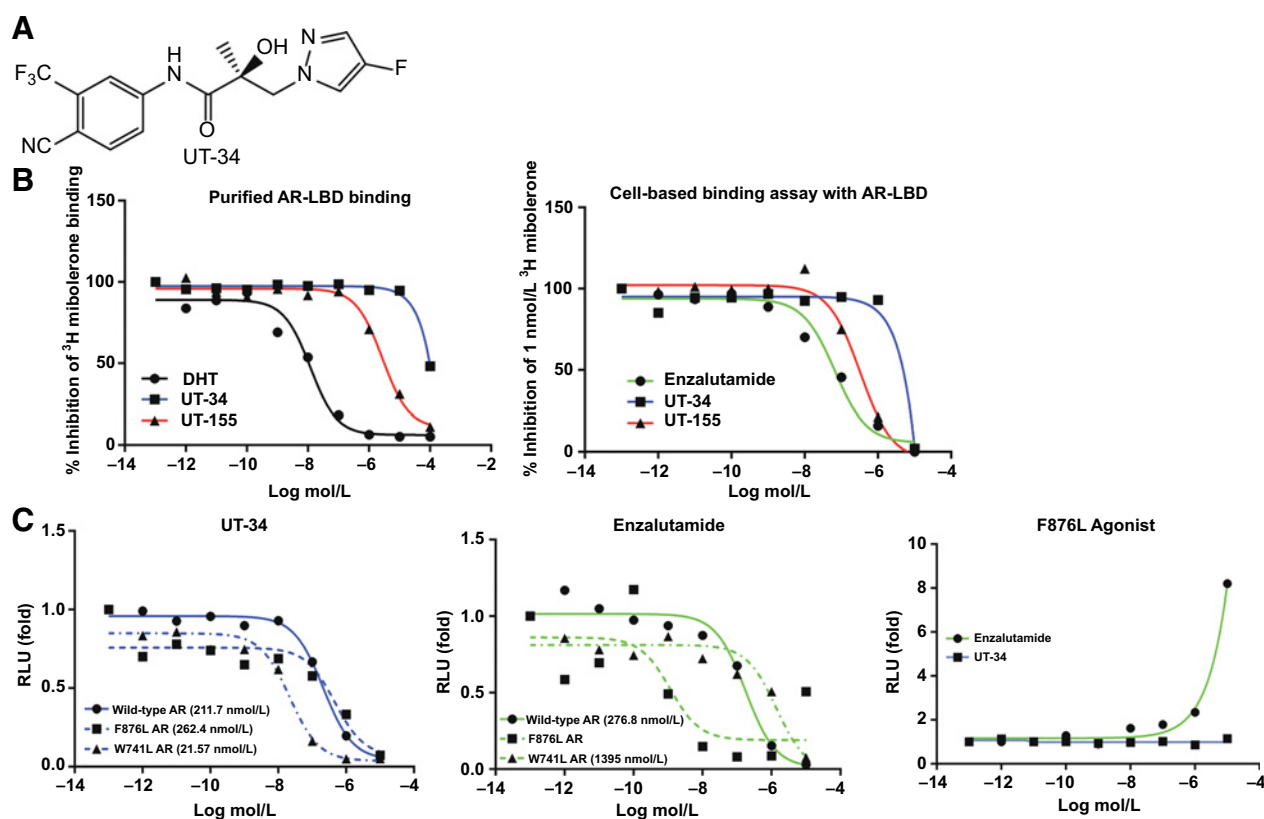 A
F₃C
NC
H
N
O
OH
N
N
F
UT-34
B
Purified AR-LBD binding
% Inhibition of ³H mibolerone binding
150
100
50
0
DHT
UT-34
UT-155
−14 −12 −10 −8 −6 −4 −2
Log mol/L
Cell-based binding assay with AR-LBD
% Inhibition of 1 nmol/L ³H mibolerone
150
100
50
0
Enzalutamide
UT-34
UT-155
−14 −12 −10 −8 −6 −4
Log mol/L
C
UT-34
RLU (fold)
1.5
1.0
0.5
0.0
Wild-type AR (211.7 nmol/L)
F876L AR (262.4 nmol/L)
W741L AR (21.57 nmol/L)
−14 −12 −10 −8 −6 −4
Log mol/L
Enzalutamide
RLU (fold)
1.5
1.0
0.5
0.0
Wild-type AR (276.8 nmol/L)
F876L AR
W741L AR (1395 nmol/L)
−14 −12 −10 −8 −6 −4
Log mol/L
F876L Agonist
RLU (fold)
10
8
6
4
2
0
Enzalutamide
UT-34
−14 −12 −10 −8 −6 −4
Log mol/L